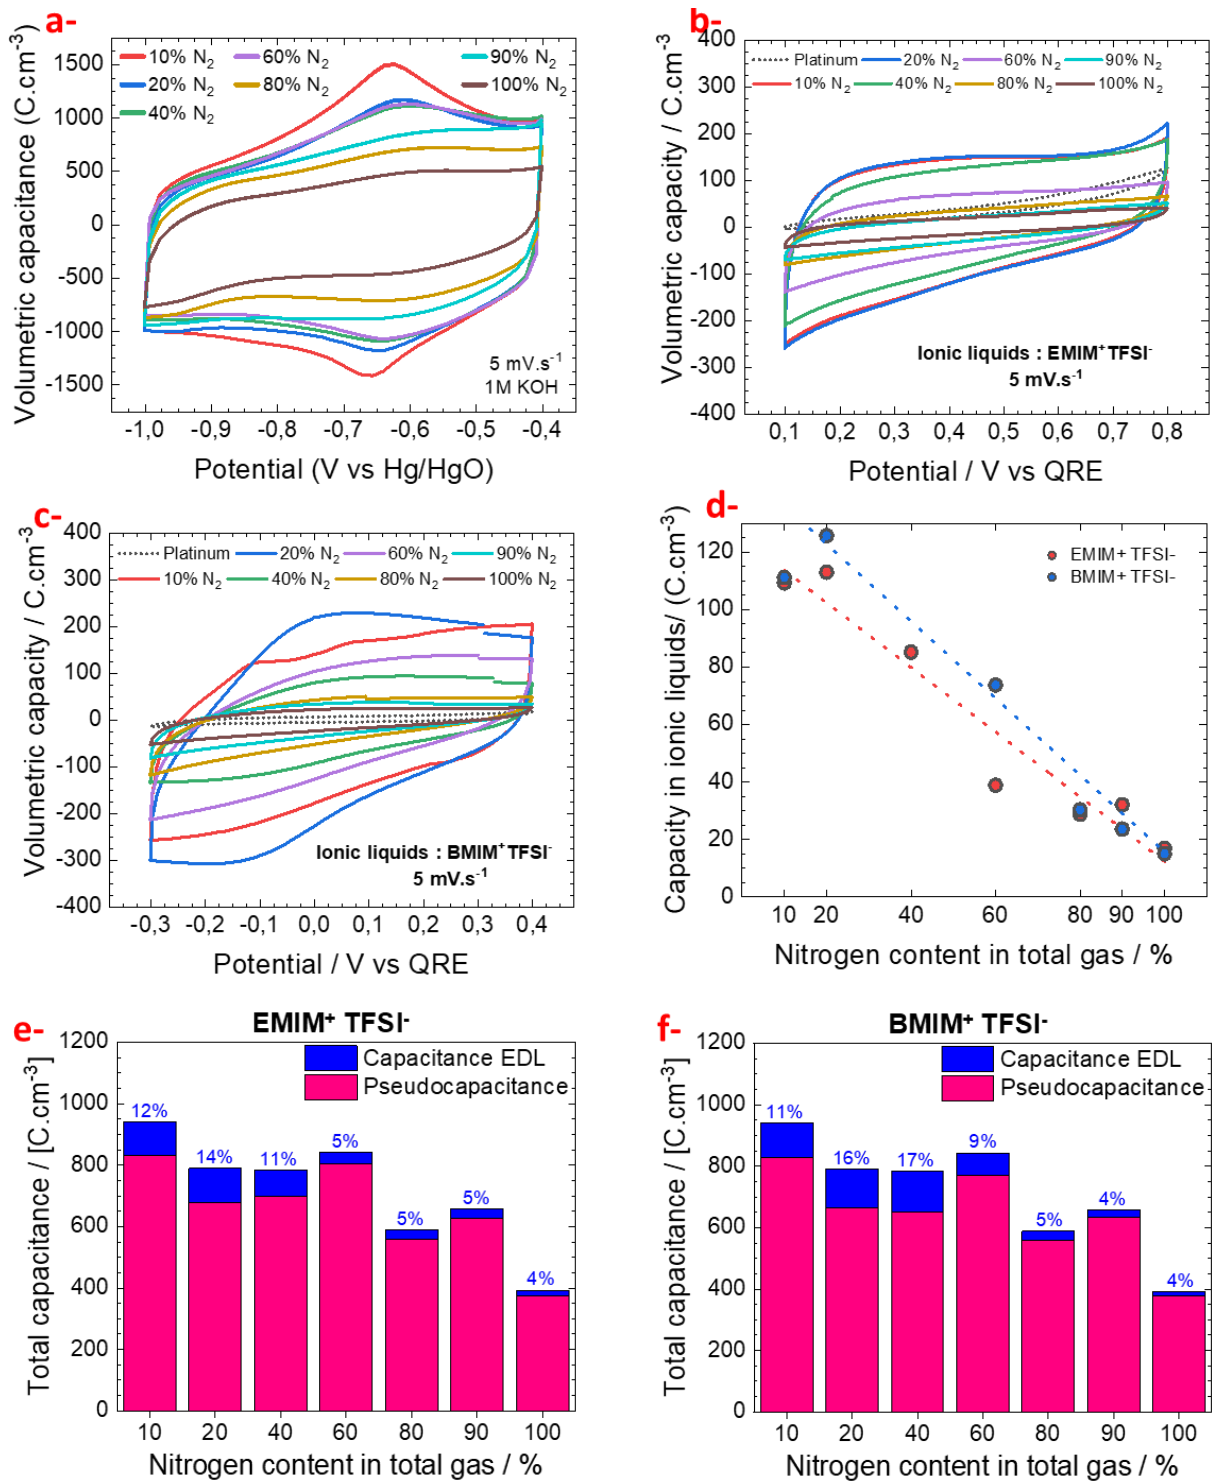 a-
10% N2
20% N2
40% N2
60% N2
80% N2
90% N2
100% N2
Volumetric capacitance (C.cm-3)
1500
1000
500
0
-500
-1000
-1500
5 mV.s-1
1M KOH
-1,0 -0,9 -0,8 -0,7 -0,6 -0,5 -0,4
Potential (V vs Hg/HgO)
b-
Platinum 20% N2 60% N2 90% N2
10% N2 40% N2 80% N2 100% N2
Volumetric capacity / C.cm-3
400
300
200
100
0
-100
-200
-300
-400
Ionic liquids : EMIM+TFSI-
5 mV.s-1
0,1 0,2 0,3 0,4 0,5 0,6 0,7 0,8
Potential / V vs QRE
c-
Platinum 20% N2 60% N2 90% N2
10% N2 40% N2 80% N2 100% N2
Volumetric capacity / C.cm-3
400
300
200
100
0
-100
-200
-300
-400
Ionic liquids : BMIM+TFSI-
5 mV.s-1
-0,3 -0,2 -0,1 0,0 0,1 0,2 0,3 0,4
Potential / V vs QRE
d-
EMIM+ TFSI-
BMIM+ TFSI-
Capacity in ionic liquids/ (C.cm-3)
120
100
80
60
40
20
0
10 20 40 60 80 90 100
Nitrogen content in total gas / %
e-
EMIM+ TFSI-
Capacitance EDL
Pseudocapacitance
Total capacitance / [C.cm-3]
1200
1000
800
600
400
200
0
12%
14%
11%
5%
5%
5%
4%
10 20 40 60 80 90 100
Nitrogen content in total gas / %
f-
BMIM+ TFSI-
Capacitance EDL
Pseudocapacitance
Total capacitance / [C.cm-3]
1200
1000
800
600
400
200
0
11%
16%
17%
9%
5%
4%
4%
10 20 40 60 80 90 100
Nitrogen content in total gas / %